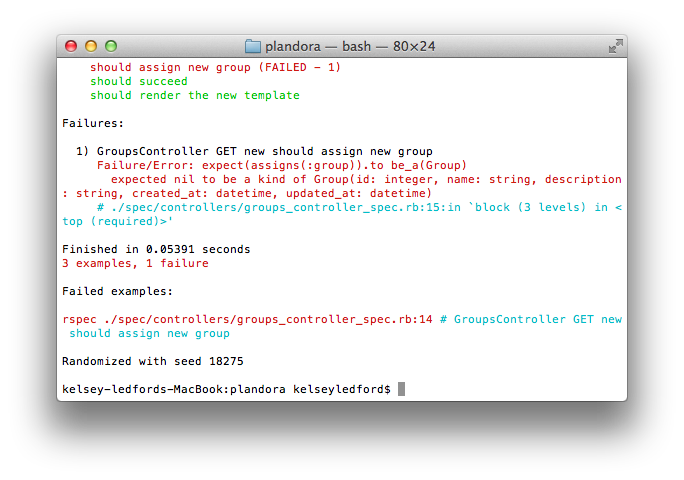 plandora — bash — 80×24
should assign new group (FAILED - 1)
should succeed
should render the new template
Failures:
1) GroupsController GET new should assign new group
Failure/Error: expect(assigns(:group)).to be_a(Group)
expected nil to be a kind of Group(id: integer, name: string, description
: string, created_at: datetime, updated_at: datetime)
# ./spec/controllers/groups_controller_spec.rb:15:in `block (3 levels) in <
top (required)>'
Finished in 0.05391 seconds
3 examples, 1 failure
Failed examples:
rspec ./spec/controllers/groups_controller_spec.rb:14 # GroupsController GET new
should assign new group
Randomized with seed 18275
kelsey-ledfords-MacBook:plandora kelseyledford$